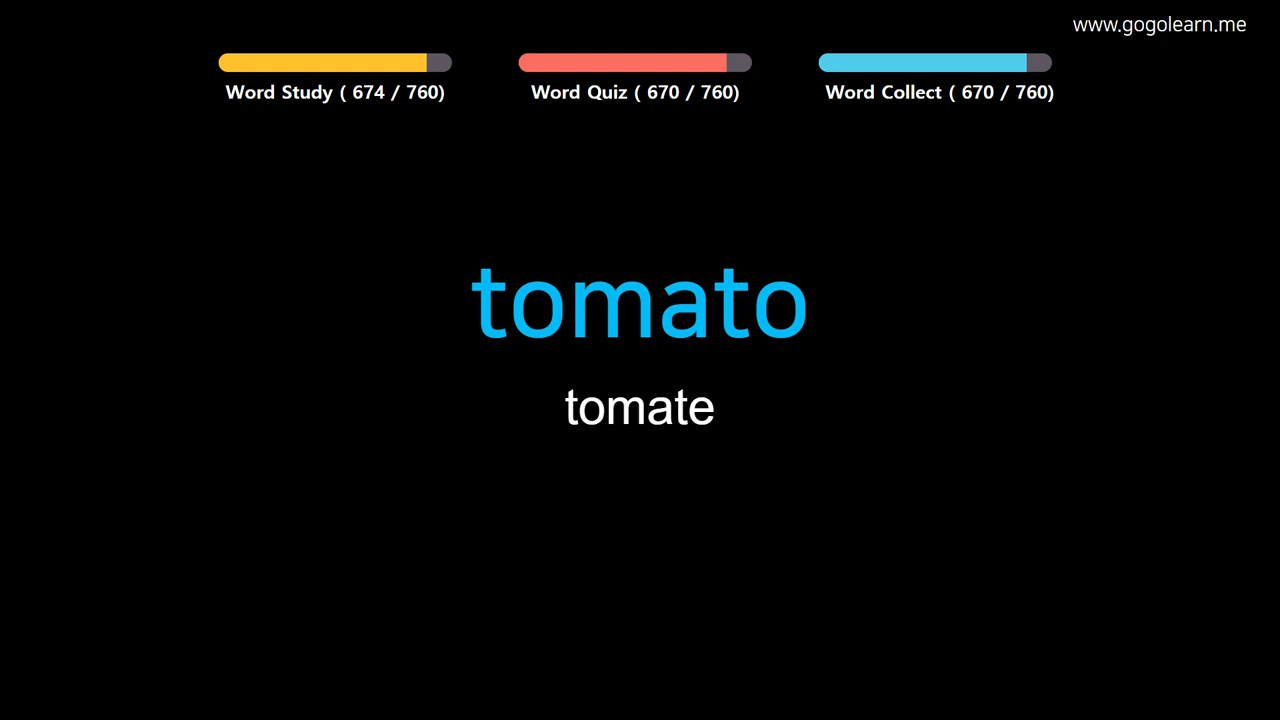 www.gogolearn.me
Word Study ( 674 / 760)
Word Quiz ( 670 / 760)
Word Collect ( 670 / 760)
tomato
tomate